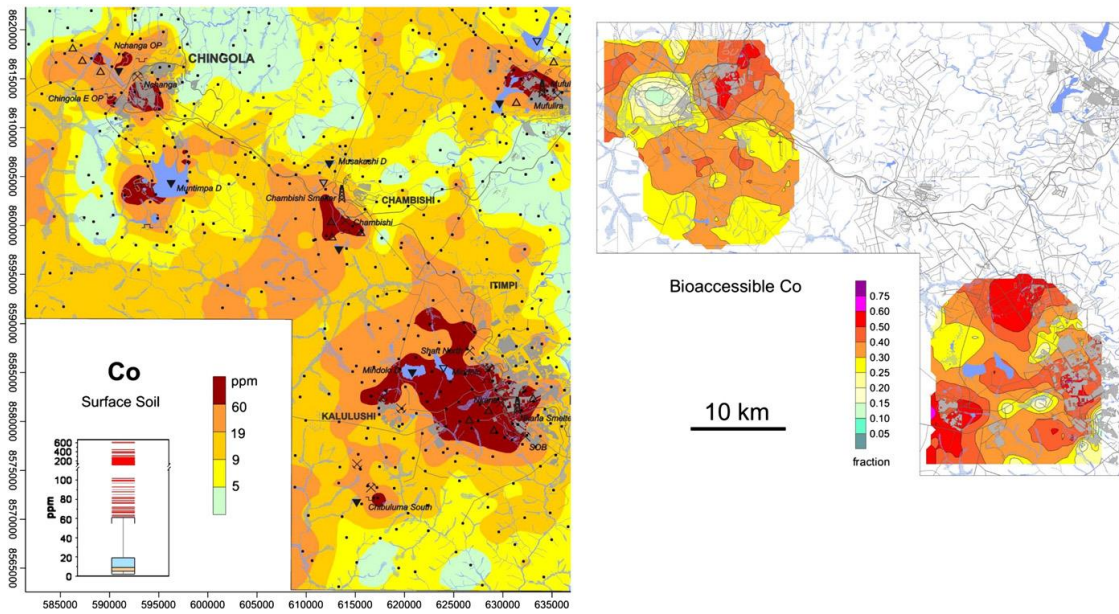 8620000
8615000
8610000
8605000
8600000
8595000
8590000
8585000
8580000
8575000
8570000
8565000
Nchanga OP
CHINGOLA
Nchanga
Chingola E OP
Mufulira
Musakashi D
Muntimpa D
Chambishi Smelter
CHAMBISHI
Chambishi
ITIMPI
Shaft North
Mindolo
KALULUSHI
SOB
Chibuluma South
Co
Surface Soil
ppm
60
19
9
5
ppm
600
400
200
100
80
60
40
20
0
585000 590000 595000 600000 610000 615000 620000 625000 630000 635000
Bioaccessible Co
0.75
0.60
0.50
0.40
0.30
0.25
0.20
0.15
0.10
0.05
fraction
10 km